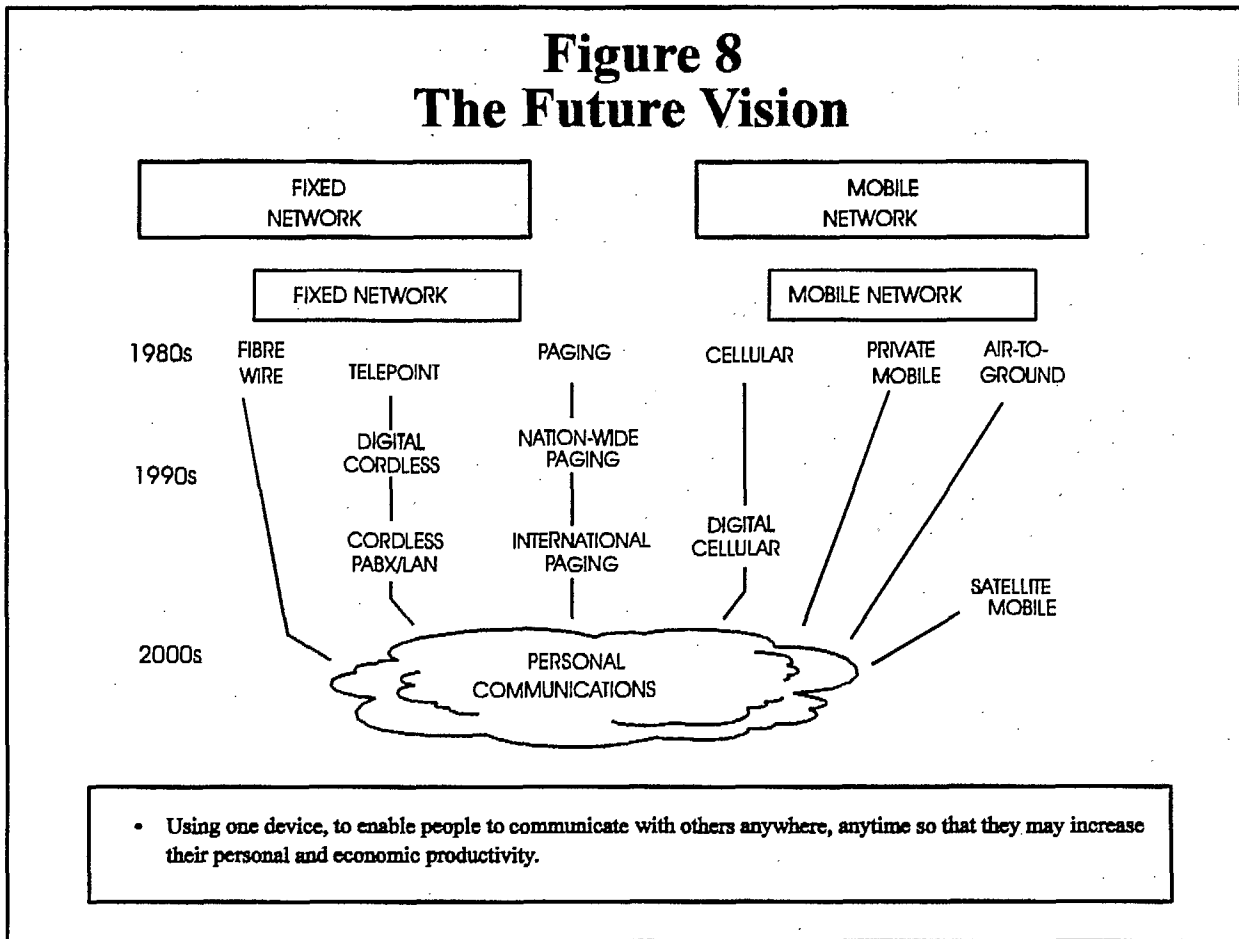 Figure 8
The Future Vision
FIXED
NETWORK
MOBILE
NETWORK
FIXED NETWORK
MOBILE NETWORK
1980s
FIBRE
WIRE
TELEPOINT
PAGING
CELLULAR
PRIVATE
MOBILE
AIR-TO-
GROUND
DIGITAL
CORDLESS
NATION-WIDE
PAGING
1990s
CORDLESS
PABX/LAN
INTERNATIONAL
PAGING
DIGITAL
CELLULAR
SATELLITE
MOBILE
2000s
PERSONAL
COMMUNICATIONS
• Using one device, to enable people to communicate with others anywhere, anytime so that they may increase
their personal and economic productivity.